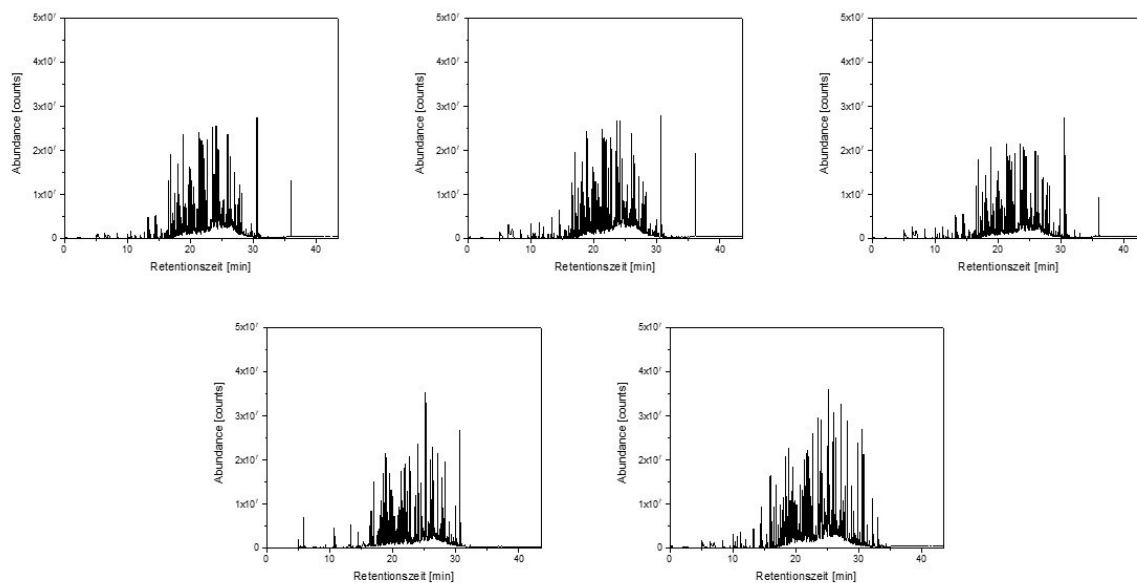 5x10⁷
4x10⁷
3x10⁷
2x10⁷
1x10⁷
0
Abundance [counts]
0 10 20 30 40
Retentionszeit [min]
5x10⁷
4x10⁷
3x10⁷
2x10⁷
1x10⁷
0
Abundance [counts]
0 10 20 30 40
Retentionszeit [min]
5x10⁷
4x10⁷
3x10⁷
2x10⁷
1x10⁷
0
Abundance [counts]
0 10 20 30 40
Retentionszeit [min]
5x10⁷
4x10⁷
3x10⁷
2x10⁷
1x10⁷
0
Abundance [counts]
0 10 20 30 40
Retentionszeit [min]
5x10⁷
4x10⁷
3x10⁷
2x10⁷
1x10⁷
0
Abundance [counts]
0 10 20 30 40
Retentionszeit [min]